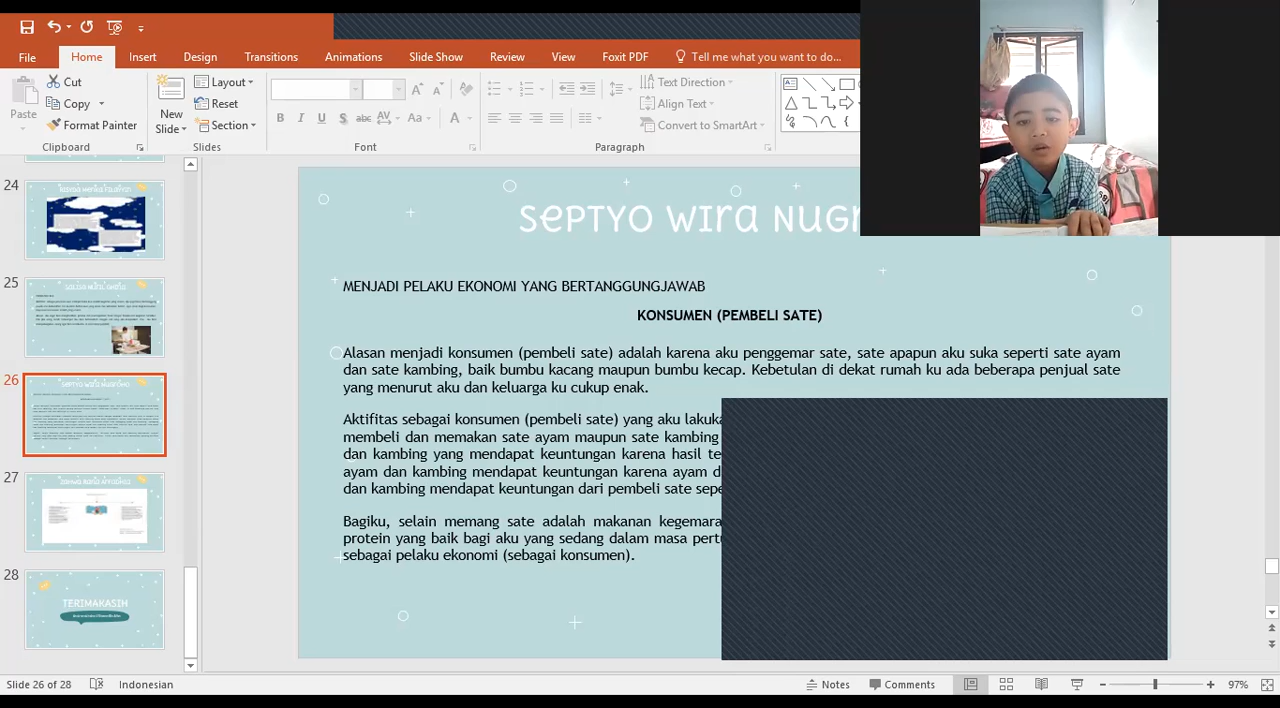 File Home Insert Design Transitions Animations Slide Show Review View Foxit PDF Tell me what you want to do...
Cut
Copy
Format Painter
Paste
Clipboard
New Slide
Layout
Reset
Section
Slides
B I U S abc AV Aa A
Font
Text Direction
Align Text
Convert to SmartArt
Paragraph
24
25
26
27
28
TERIMAKASIH
SEPTYO WIRA
MENJADI PELAKU EKONOMI YANG BERTANGGUNGJAWAB
KONSUMEN (PEMBELI SATE)
Alasan menjadi konsumen (pembeli sate) adalah karena aku penggemar sate, sate apapun aku suka seperti sate ayam
dan sate kambing, baik bumbu kacang maupun bumbu kecap. Kebetulan di dekat rumah ku ada beberapa penjual sate
yang menurut aku dan keluarga ku cukup enak.
Aktifitas sebagai konsumen (pembeli sate) yang aku
membeli dan memakan sate ayam maupun sate kambing
dan kambing yang mendapat keuntungan karena hasil
ayam dan kambing mendapat keuntungan karena ayam
dan kambing mendapat keuntungan dari pembeli sate
Bagiku, selain memang sate adalah makanan
protein yang baik bagi aku yang sedang dalam masa
sebagai pelaku ekonomi (sebagai konsumen).
Slide 26 of 28 Indonesian Notes Comments 97%